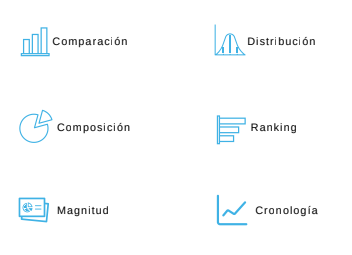 Comparación
Distribución
Composición
Ranking
Magnitud
Cronología